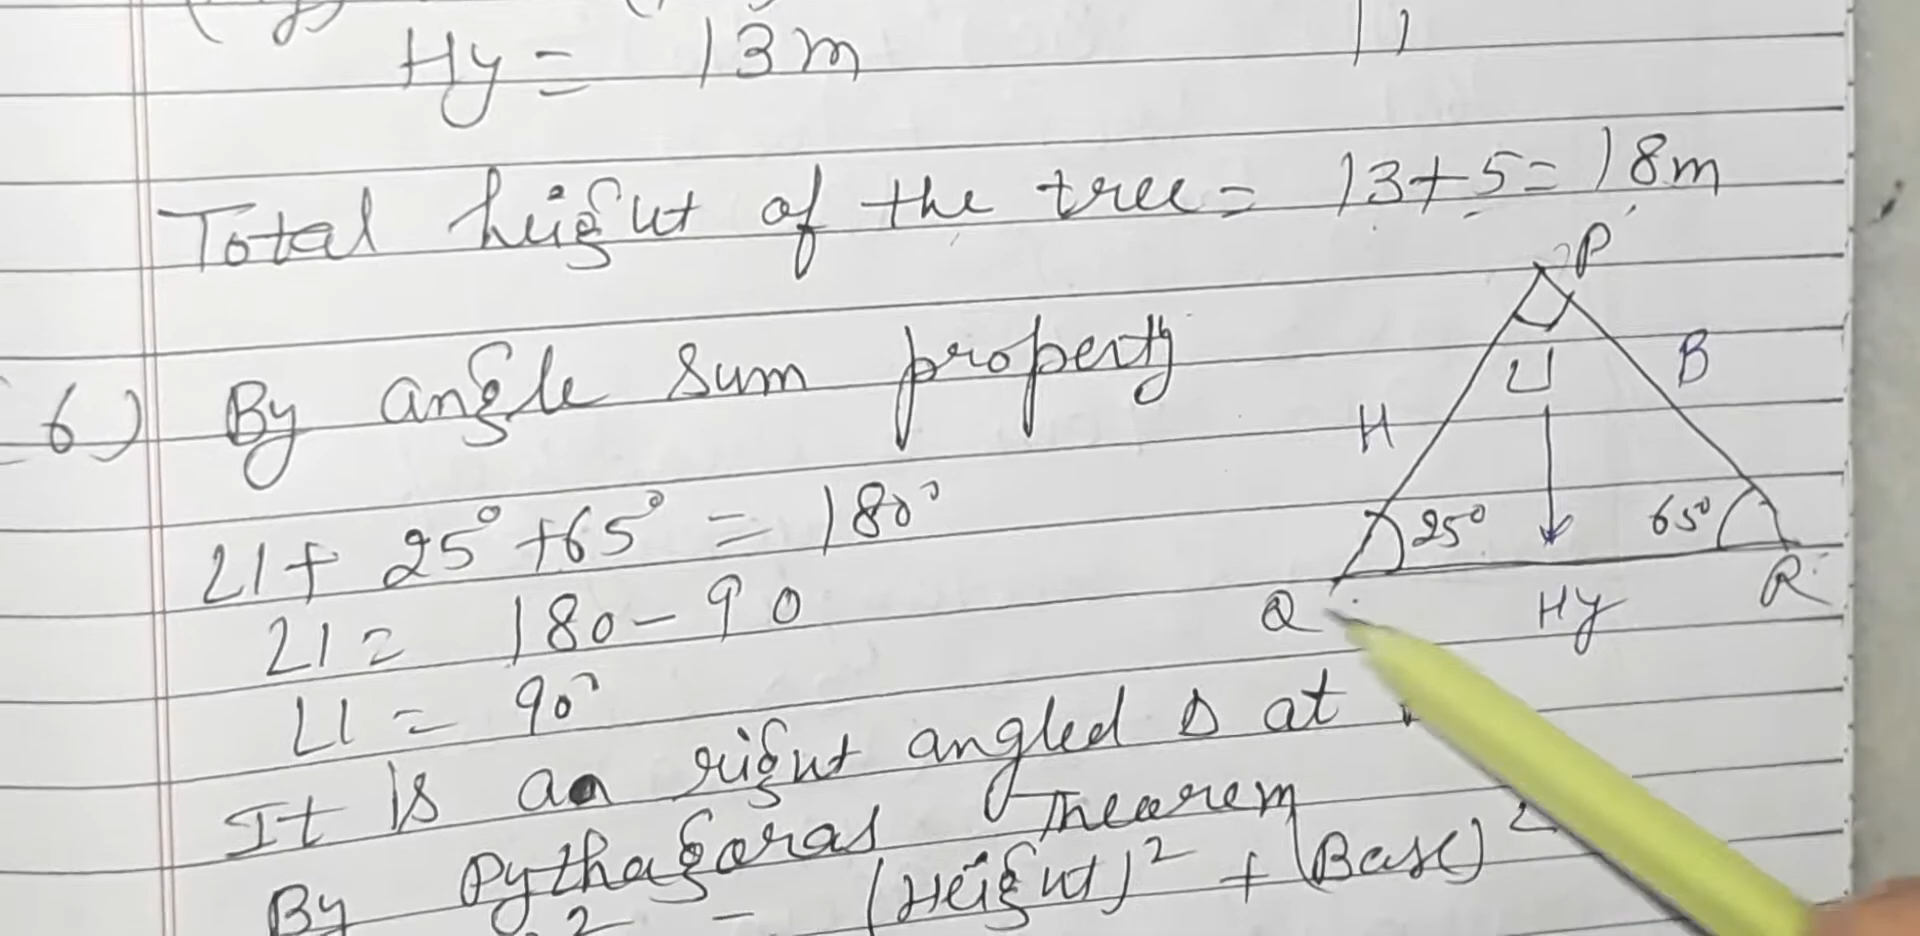 Hy = 13m
Total height of the tree = 13+5=18m
P
6) By angle sum property
B
∠1
H
∠1+ 25°+65° = 180°
25° 65°
∠1= 180-90
Q Hy R
∠1 = 90°
It is a right angled Δ at
By Pythagoras Thearem
2 = (Height)² + (Base)²